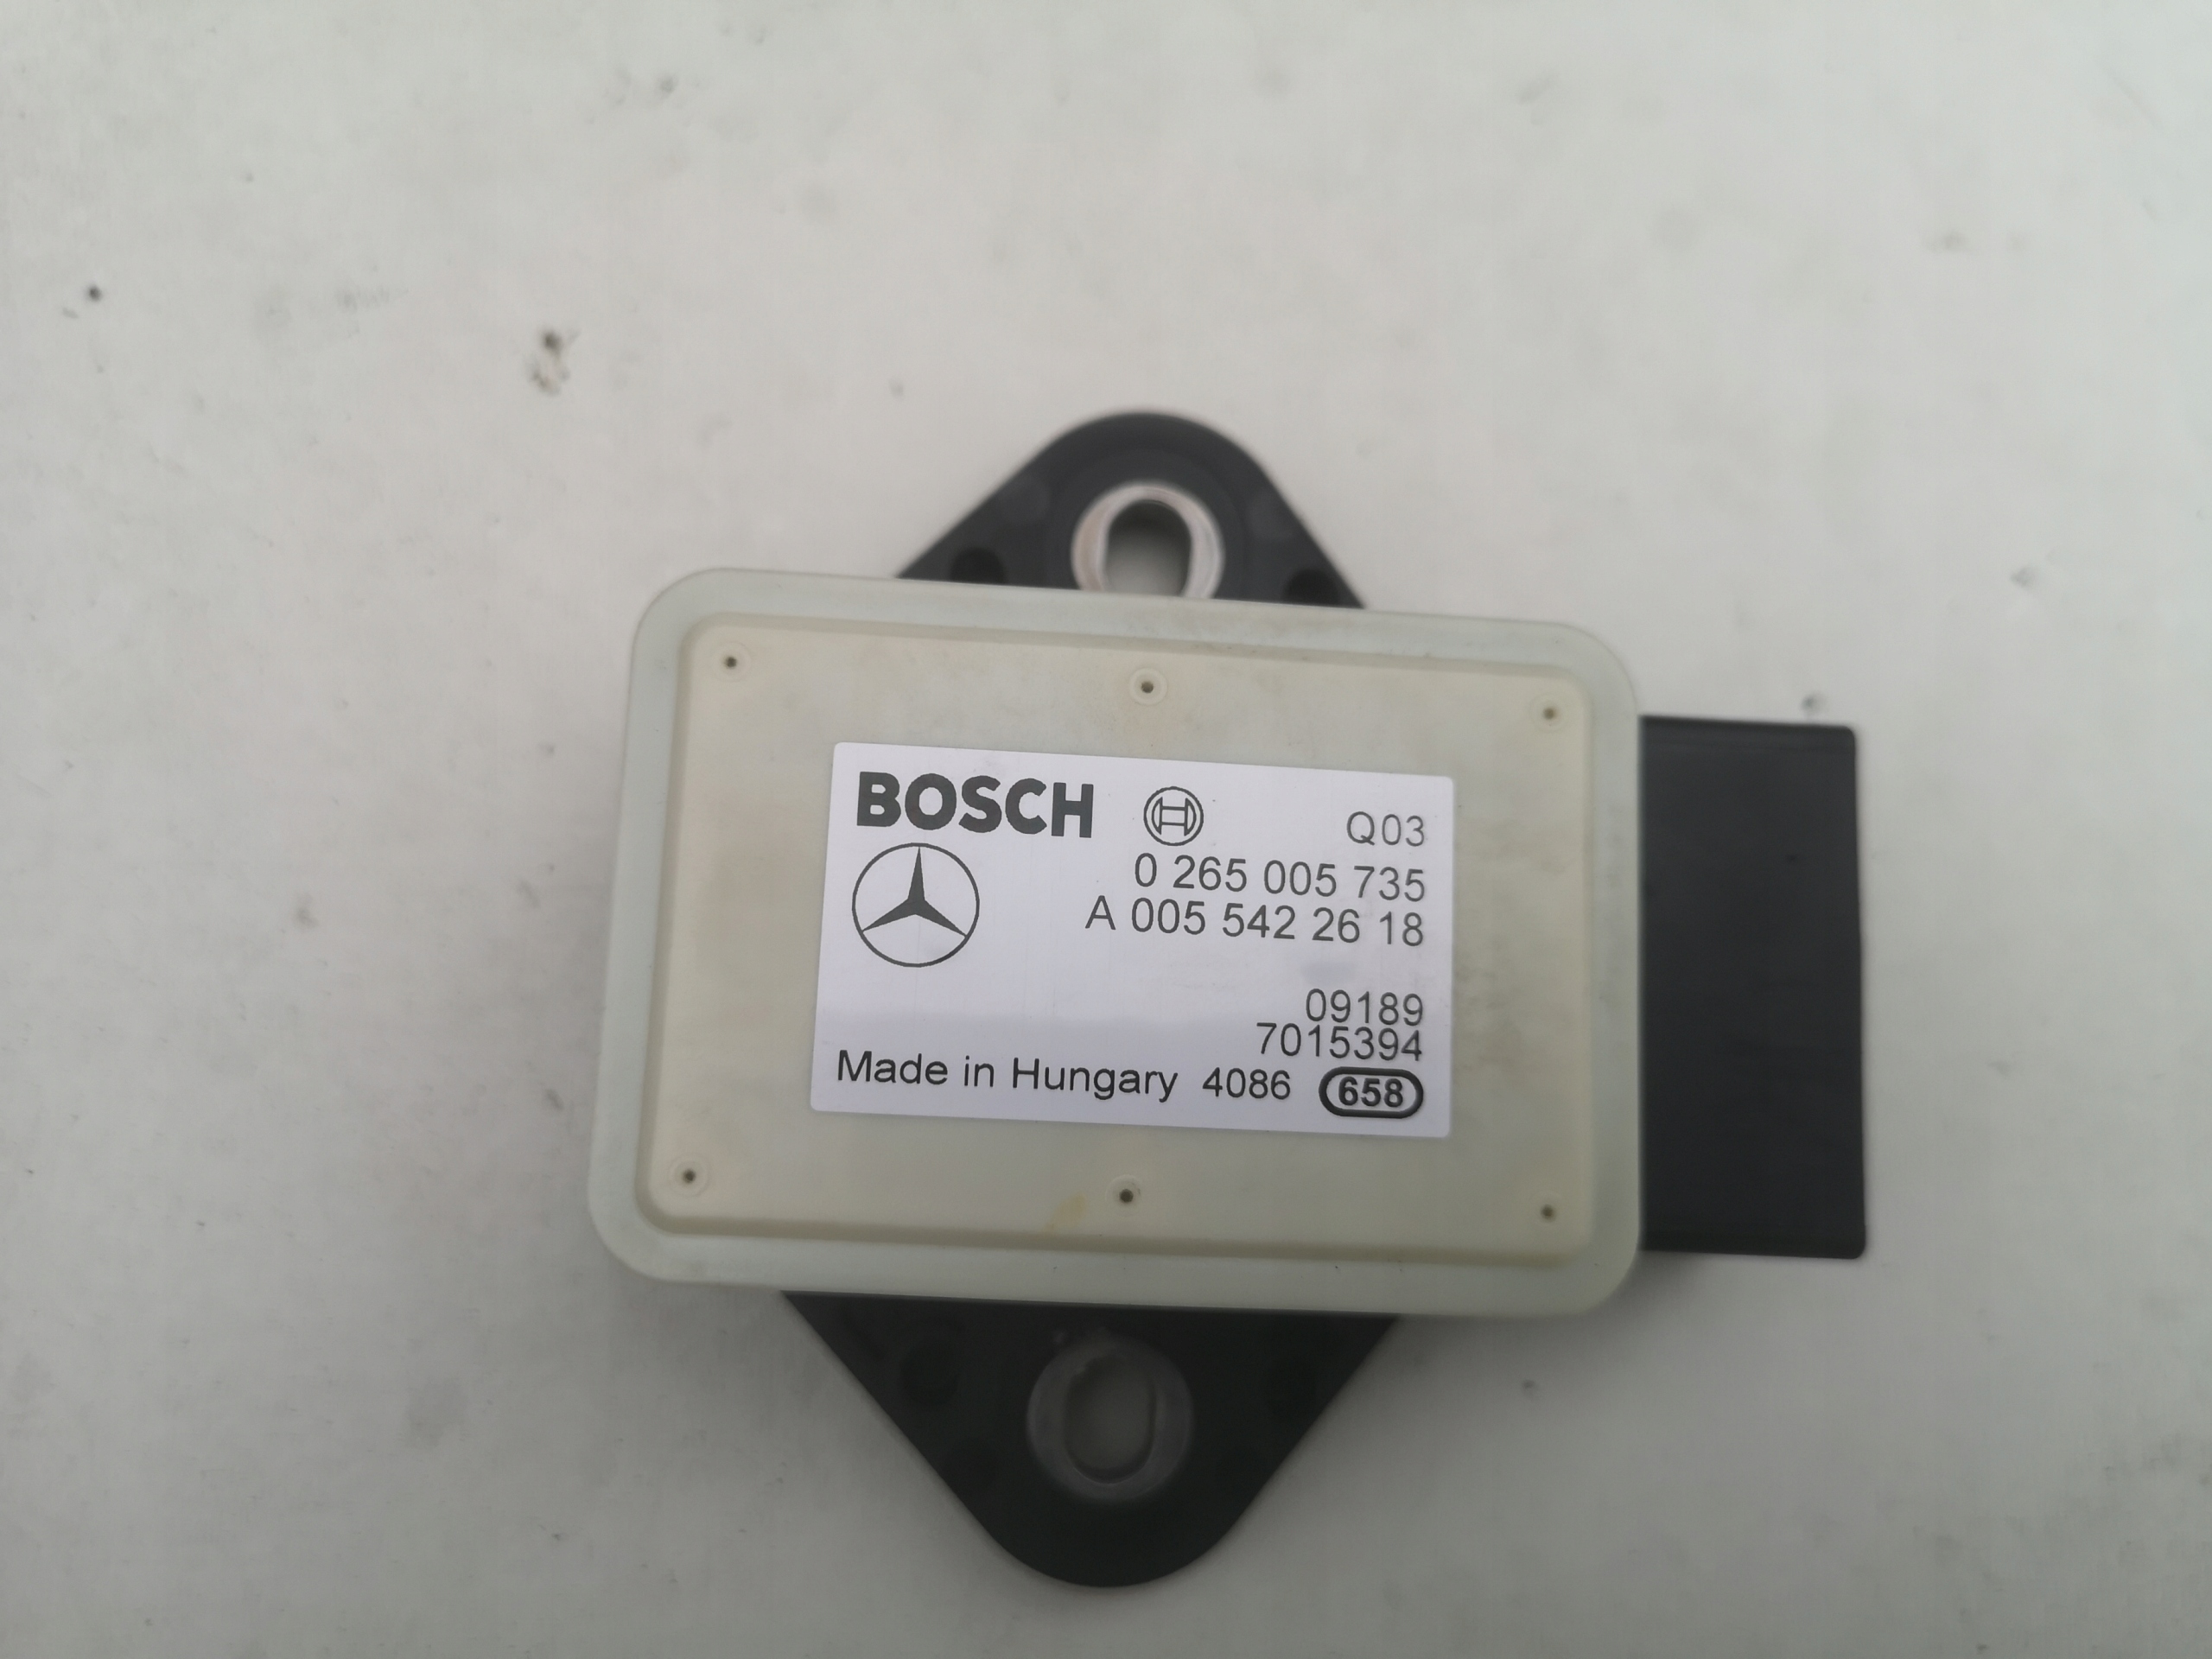 BOSCH Q03
0 265 005 735
A 005 542 26 18
09189
7015394
Made in Hungary 4086 658